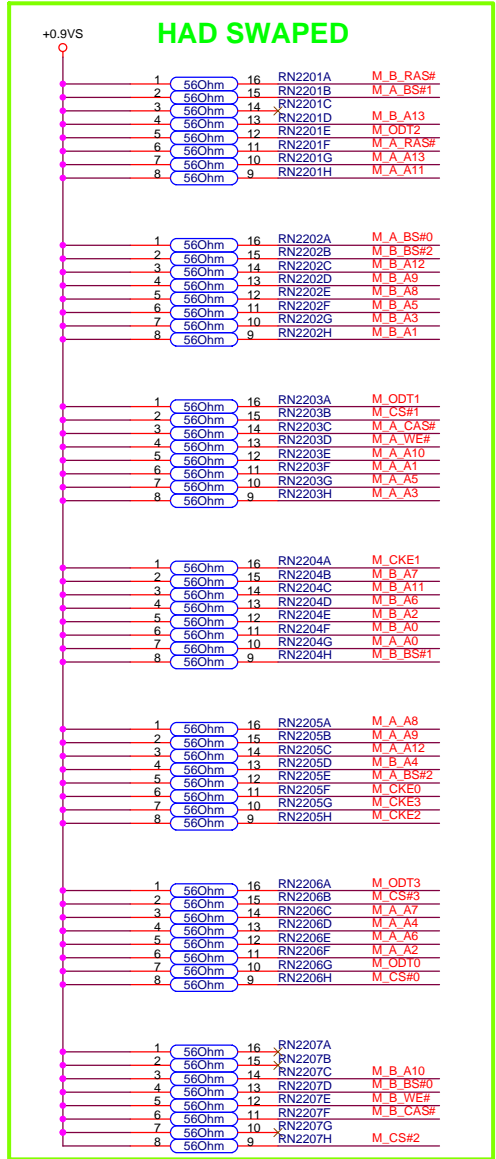 HAD SWAPED
+0.9VS
1 56Ohm 16 RN2201A M_B_RAS#
2 56Ohm 15 RN2201B M_A_BS#1
3 56Ohm 14 RN2201C
4 56Ohm 13 RN2201D M_B_A13
5 56Ohm 12 RN2201E M_ODT2
6 56Ohm 11 RN2201F M_A_RAS#
7 56Ohm 10 RN2201G M_A_A13
8 56Ohm 9 RN2201H M_A_A11
1 56Ohm 16 RN2202A M_A_BS#0
2 56Ohm 15 RN2202B M_B_BS#2
3 56Ohm 14 RN2202C M_B_A12
4 56Ohm 13 RN2202D M_B_A9
5 56Ohm 12 RN2202E M_B_A8
6 56Ohm 11 RN2202F M_B_A5
7 56Ohm 10 RN2202G M_B_A3
8 56Ohm 9 RN2202H M_B_A1
1 56Ohm 16 RN2203A M_ODT1
2 56Ohm 15 RN2203B M_CS#1
3 56Ohm 14 RN2203C M_A_CAS#
4 56Ohm 13 RN2203D M_A_WE#
5 56Ohm 12 RN2203E M_A_A10
6 56Ohm 11 RN2203F M_A_A1
7 56Ohm 10 RN2203G M_A_A5
8 56Ohm 9 RN2203H M_A_A3
1 56Ohm 16 RN2204A M_CKE1
2 56Ohm 15 RN2204B M_B_A7
3 56Ohm 14 RN2204C M_B_A11
4 56Ohm 13 RN2204D M_B_A6
5 56Ohm 12 RN2204E M_B_A2
6 56Ohm 11 RN2204F M_B_A0
7 56Ohm 10 RN2204G M_A_A0
8 56Ohm 9 RN2204H M_B_BS#1
1 56Ohm 16 RN2205A M_A_A8
2 56Ohm 15 RN2205B M_A_A9
3 56Ohm 14 RN2205C M_A_A12
4 56Ohm 13 RN2205D M_B_A4
5 56Ohm 12 RN2205E M_A_BS#2
6 56Ohm 11 RN2205F M_CKE0
7 56Ohm 10 RN2205G M_CKE3
8 56Ohm 9 RN2205H M_CKE2
1 56Ohm 16 RN2206A M_ODT3
2 56Ohm 15 RN2206B M_CS#3
3 56Ohm 14 RN2206C M_A_A7
4 56Ohm 13 RN2206D M_A_A4
5 56Ohm 12 RN2206E M_A_A6
6 56Ohm 11 RN2206F M_A_A2
7 56Ohm 10 RN2206G M_ODT0
8 56Ohm 9 RN2206H M_CS#0
1 56Ohm 16 RN2207A
2 56Ohm 15 RN2207B
3 56Ohm 14 RN2207C M_B_A10
4 56Ohm 13 RN2207D M_B_BS#0
5 56Ohm 12 RN2207E M_B_WE#
6 56Ohm 11 RN2207F M_B_CAS#
7 56Ohm 10 RN2207G
8 56Ohm 9 RN2207H M_CS#2